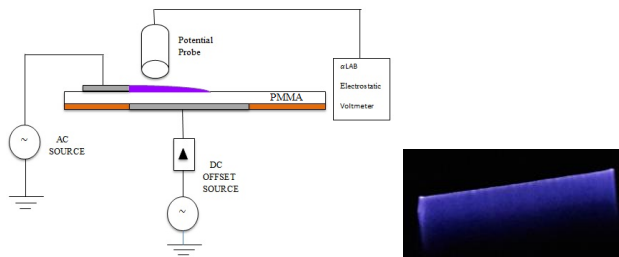 Potential
Probe
αLAB
Electrostatic
Voltmeter
PMMA
~
AC
SOURCE
DC
OFFSET
SOURCE
~